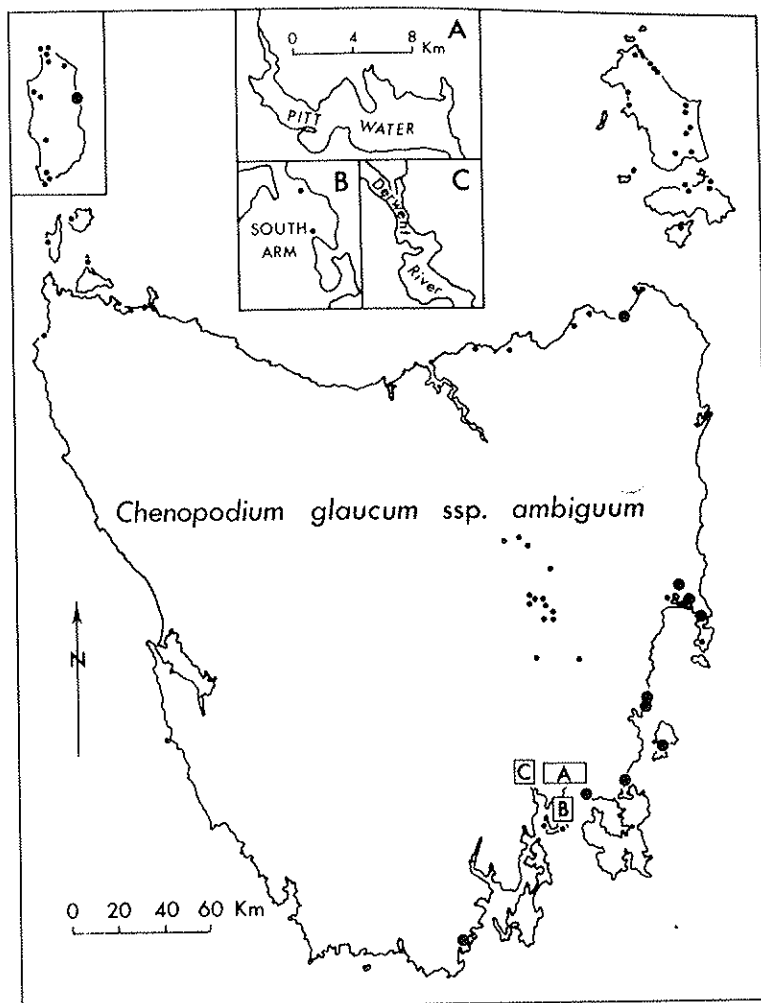 A
0 4 8
Km
PITT WATER
B
SOUTH
ARM
C
Derwent
River
Chenopodium glaucum ssp. ambiguum
N
C
A
B
0 20 40 60 Km